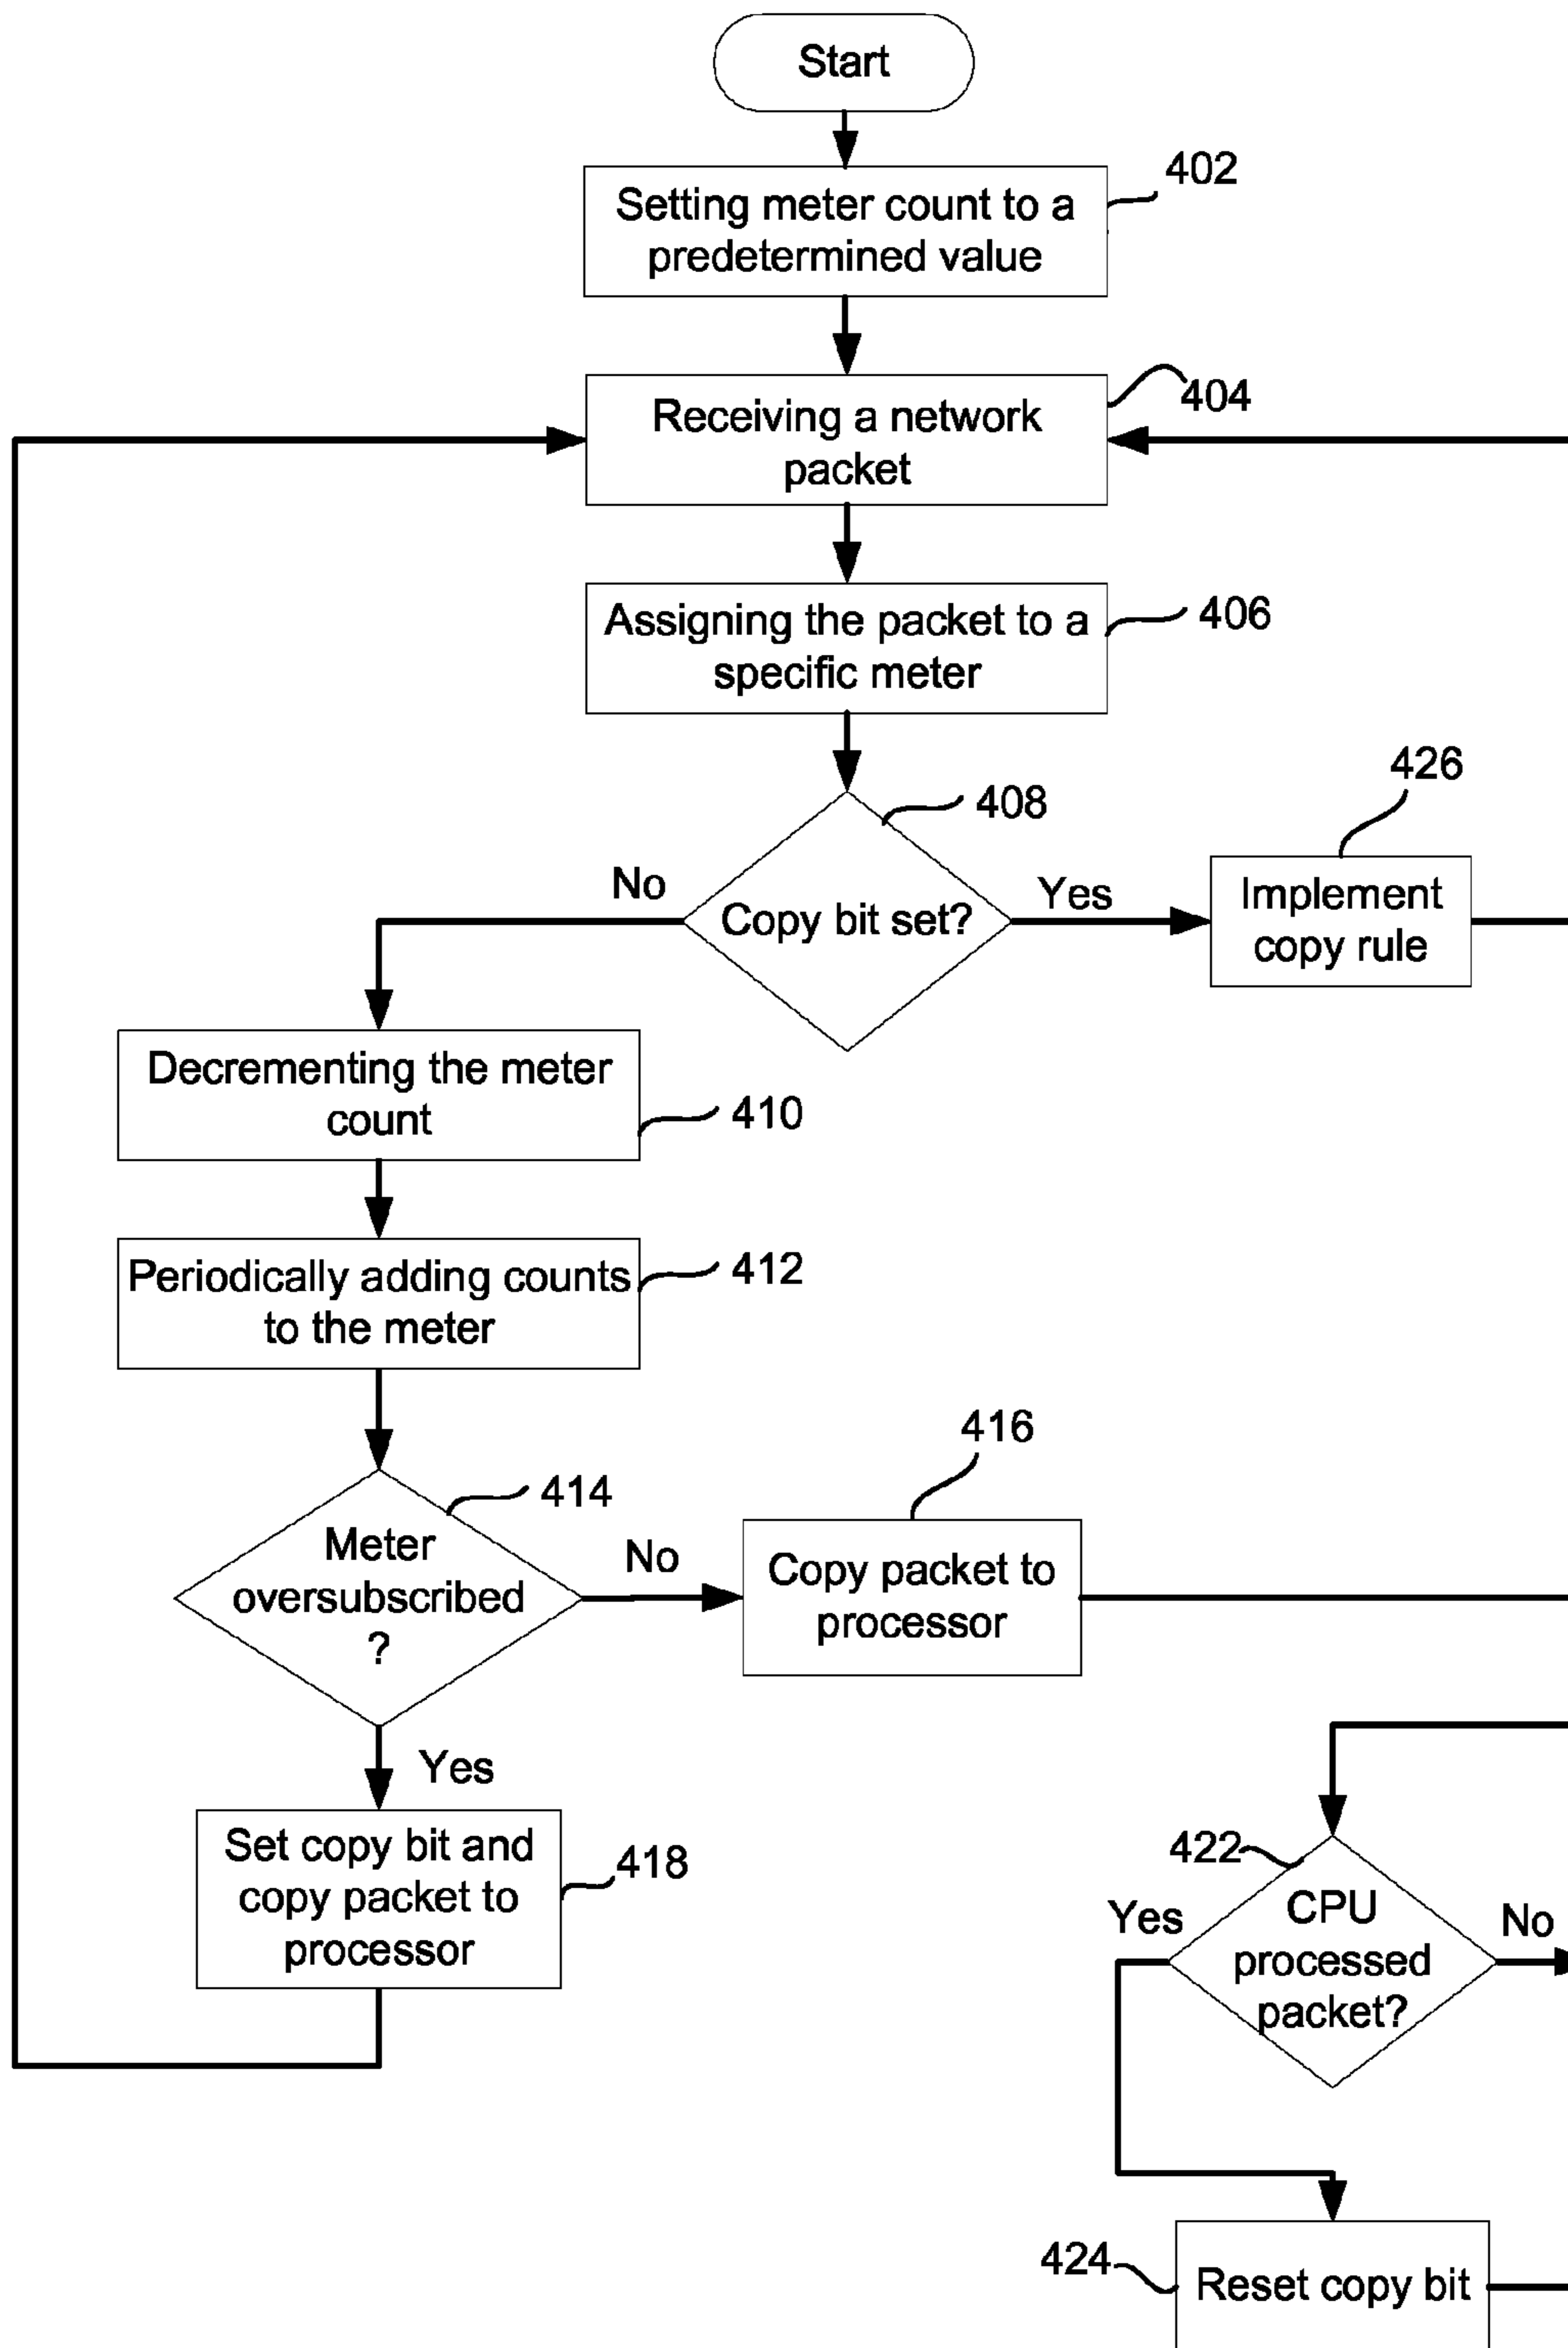 Start
402
Setting meter count to a
predetermined value
404
Receiving a network
packet
406
Assigning the packet to a
specific meter
408
426
No
Copy bit set?
Yes
Implement
copy rule
Decrementing the meter
count
410
Periodically adding counts
to the meter
412
416
414
Meter
oversubscribed
?
No
Copy packet to
processor
Yes
Set copy bit and
copy packet to
processor
418
422
Yes
CPU
processed
packet?
No
424
Reset copy bit